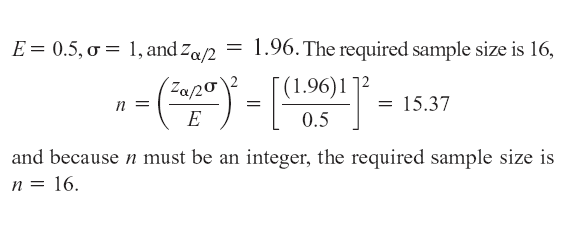 E = 0.5, σ = 1, and z_{α/2} = 1.96. The required sample size is 16,
n = (z_{α/2}σ / E)² = [(1.96)1 / 0.5]² = 15.37
and because n must be an integer, the required sample size is
n = 16.